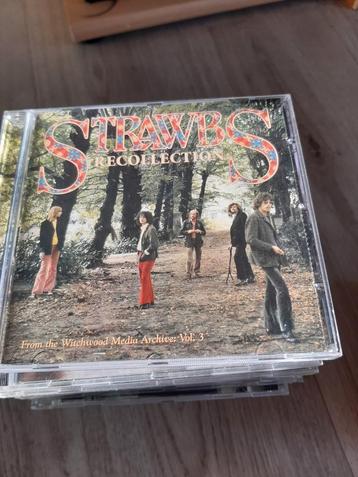 STRAWBS
RECOLLECTION
From the Witchwood Media Archive: Vol. 3